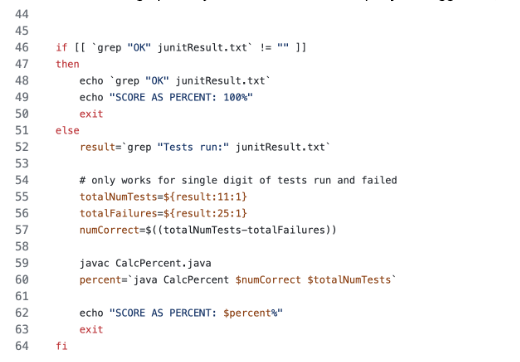 44
45
46 if [[ `grep "OK" junitResult.txt` != "" ]]
47 then
48 echo `grep "OK" junitResult.txt`
49 echo "SCORE AS PERCENT: 100%"
50 exit
51 else
52 result=`grep "Tests run:" junitResult.txt`
53
54 # only works for single digit of tests run and failed
55 totalNumTests=${result:11:1}
56 totalFailures=${result:25:1}
57 numCorrect=$((totalNumTests-totalFailures))
58
59 javac CalcPercent.java
60 percent=`java CalcPercent $numCorrect $totalNumTests`
61
62 echo "SCORE AS PERCENT: $percent%"
63 exit
64 fi